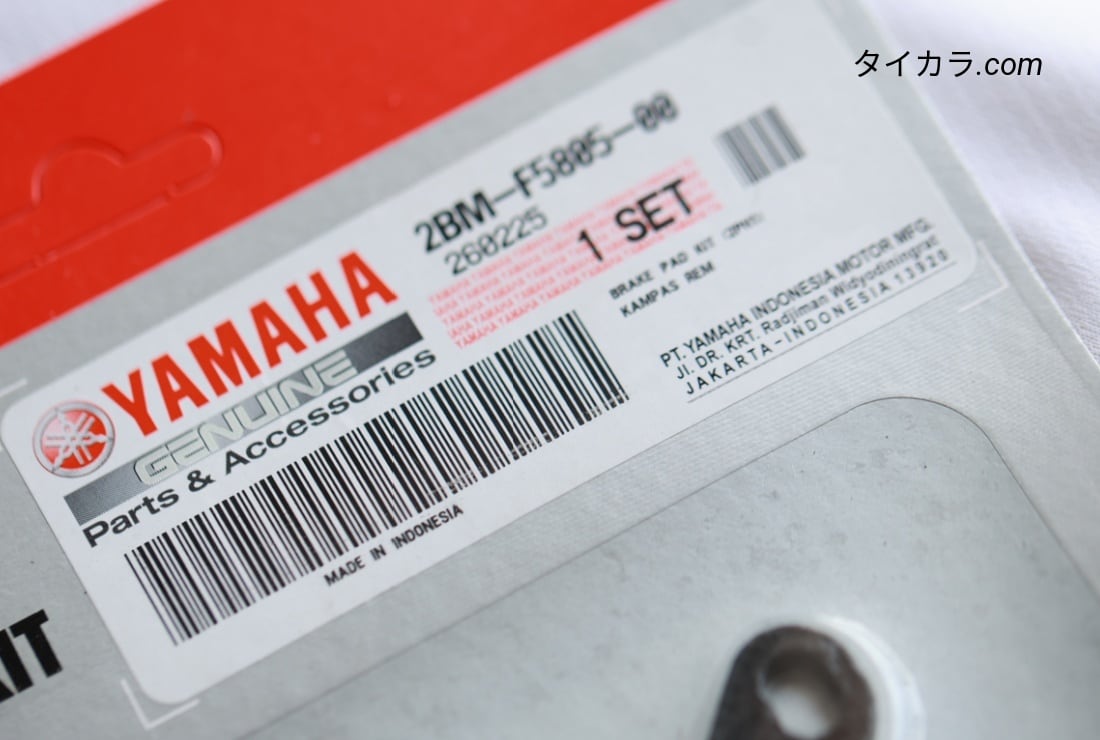 タイカラ.com
2BM-F5805-00
260225
1 SET
BRAKE PAD KIT (2PH1)
KAMPAS REM
YAMAHA
GENUINE
Parts & Accessories
PT. YAMAHA INDONESIA MOTOR MFG.
Jl. DR. KRT. Radjiman Widyodiningrat
JAKARTA-INDONESIA 13920
MADE IN INDONESIA